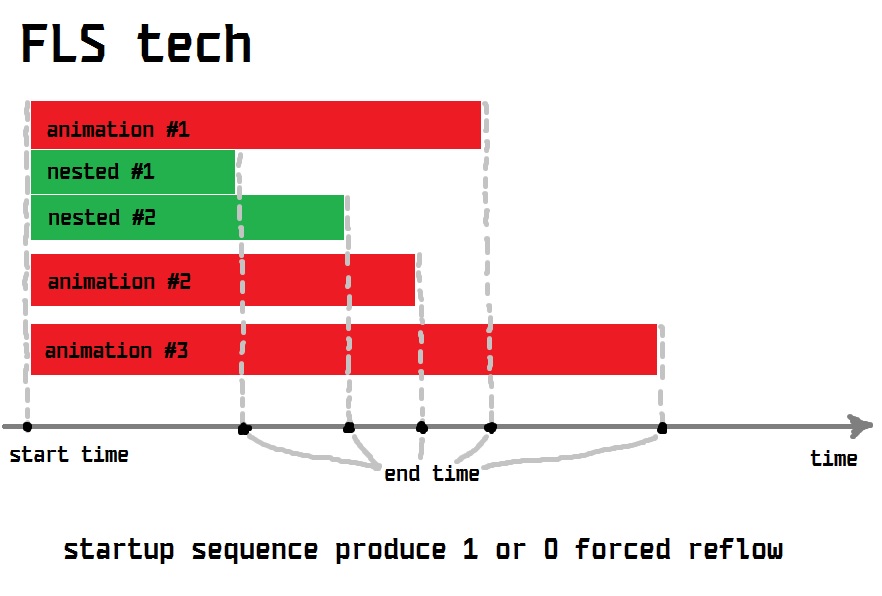 FLS tech
animation #1
nested #1
nested #2
animation #2
animation #3
start time
end time
time
startup sequence produce 1 or 0 forced reflow